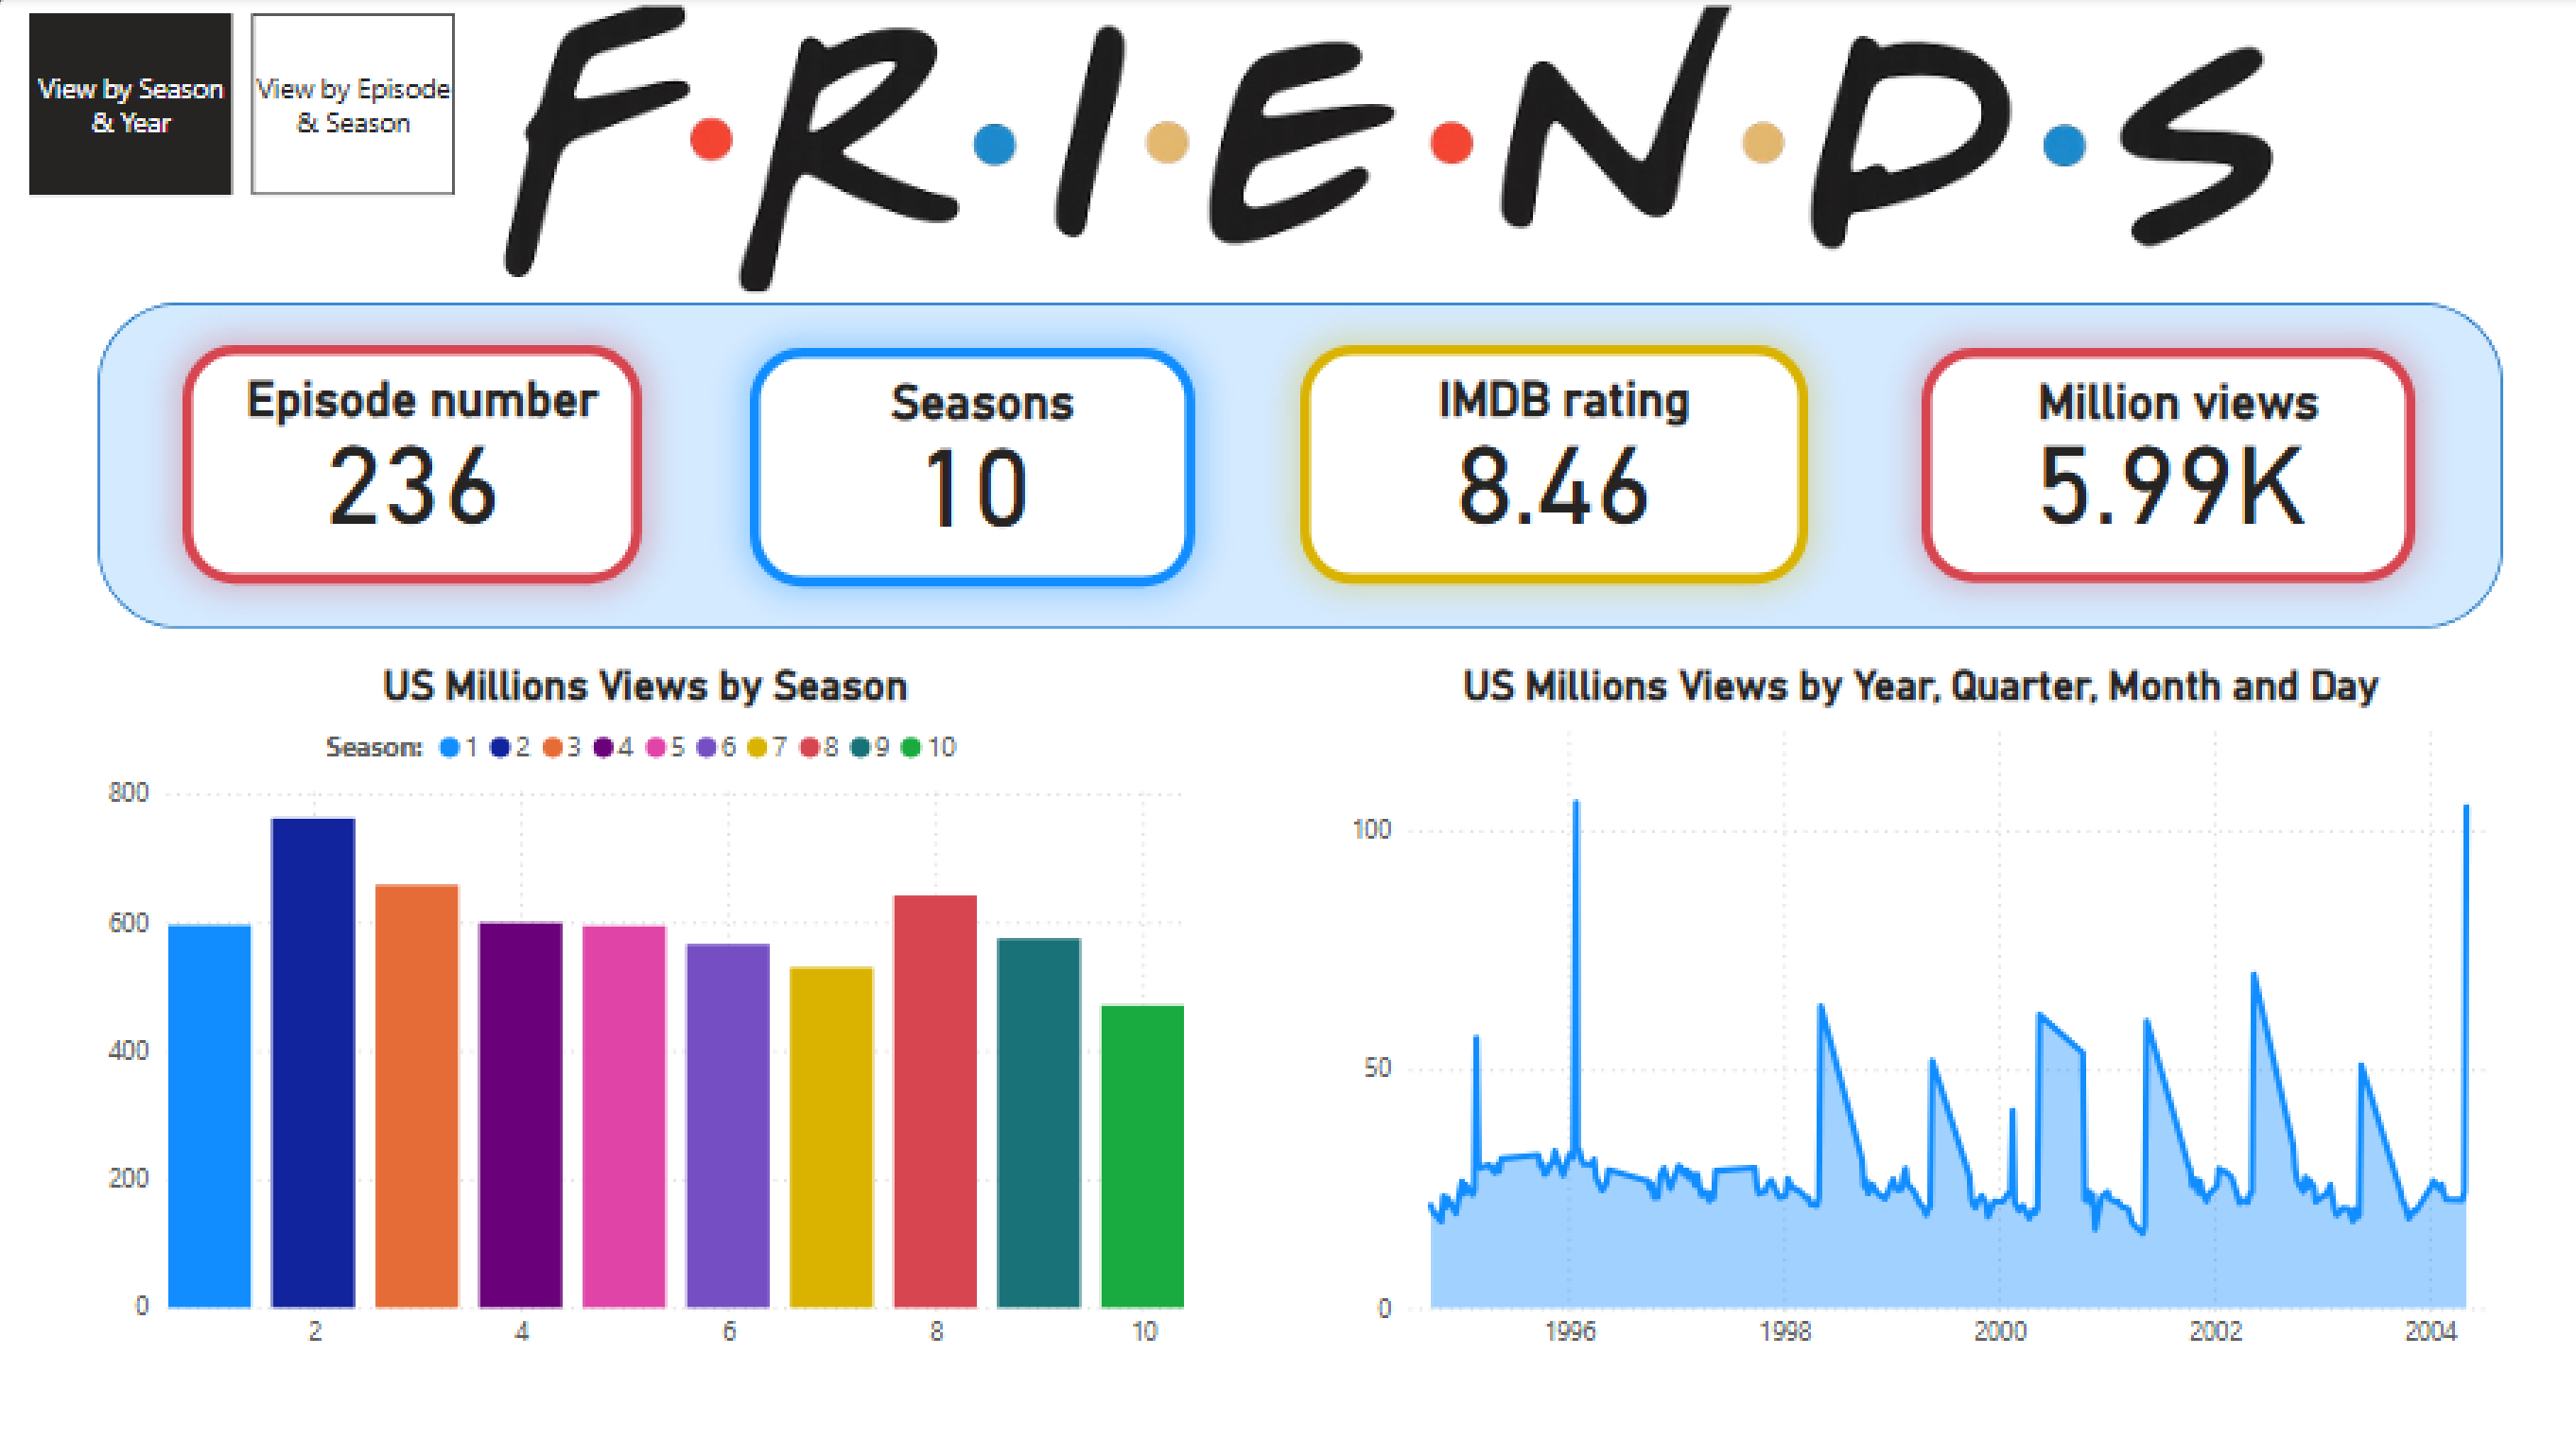 View by Season
& Year
View by Episode
& Season
F•R•I•E•N•D•S
Episode number
236
Seasons
10
IMDB rating
8.46
Million views
5.99K
US Millions Views by Season
Season: 1 2 3 4 5 6 7 8 9 10
800
600
400
200
0
2 4 6 8 10
US Millions Views by Year, Quarter, Month and Day
100
50
0
1996 1998 2000 2002 2004